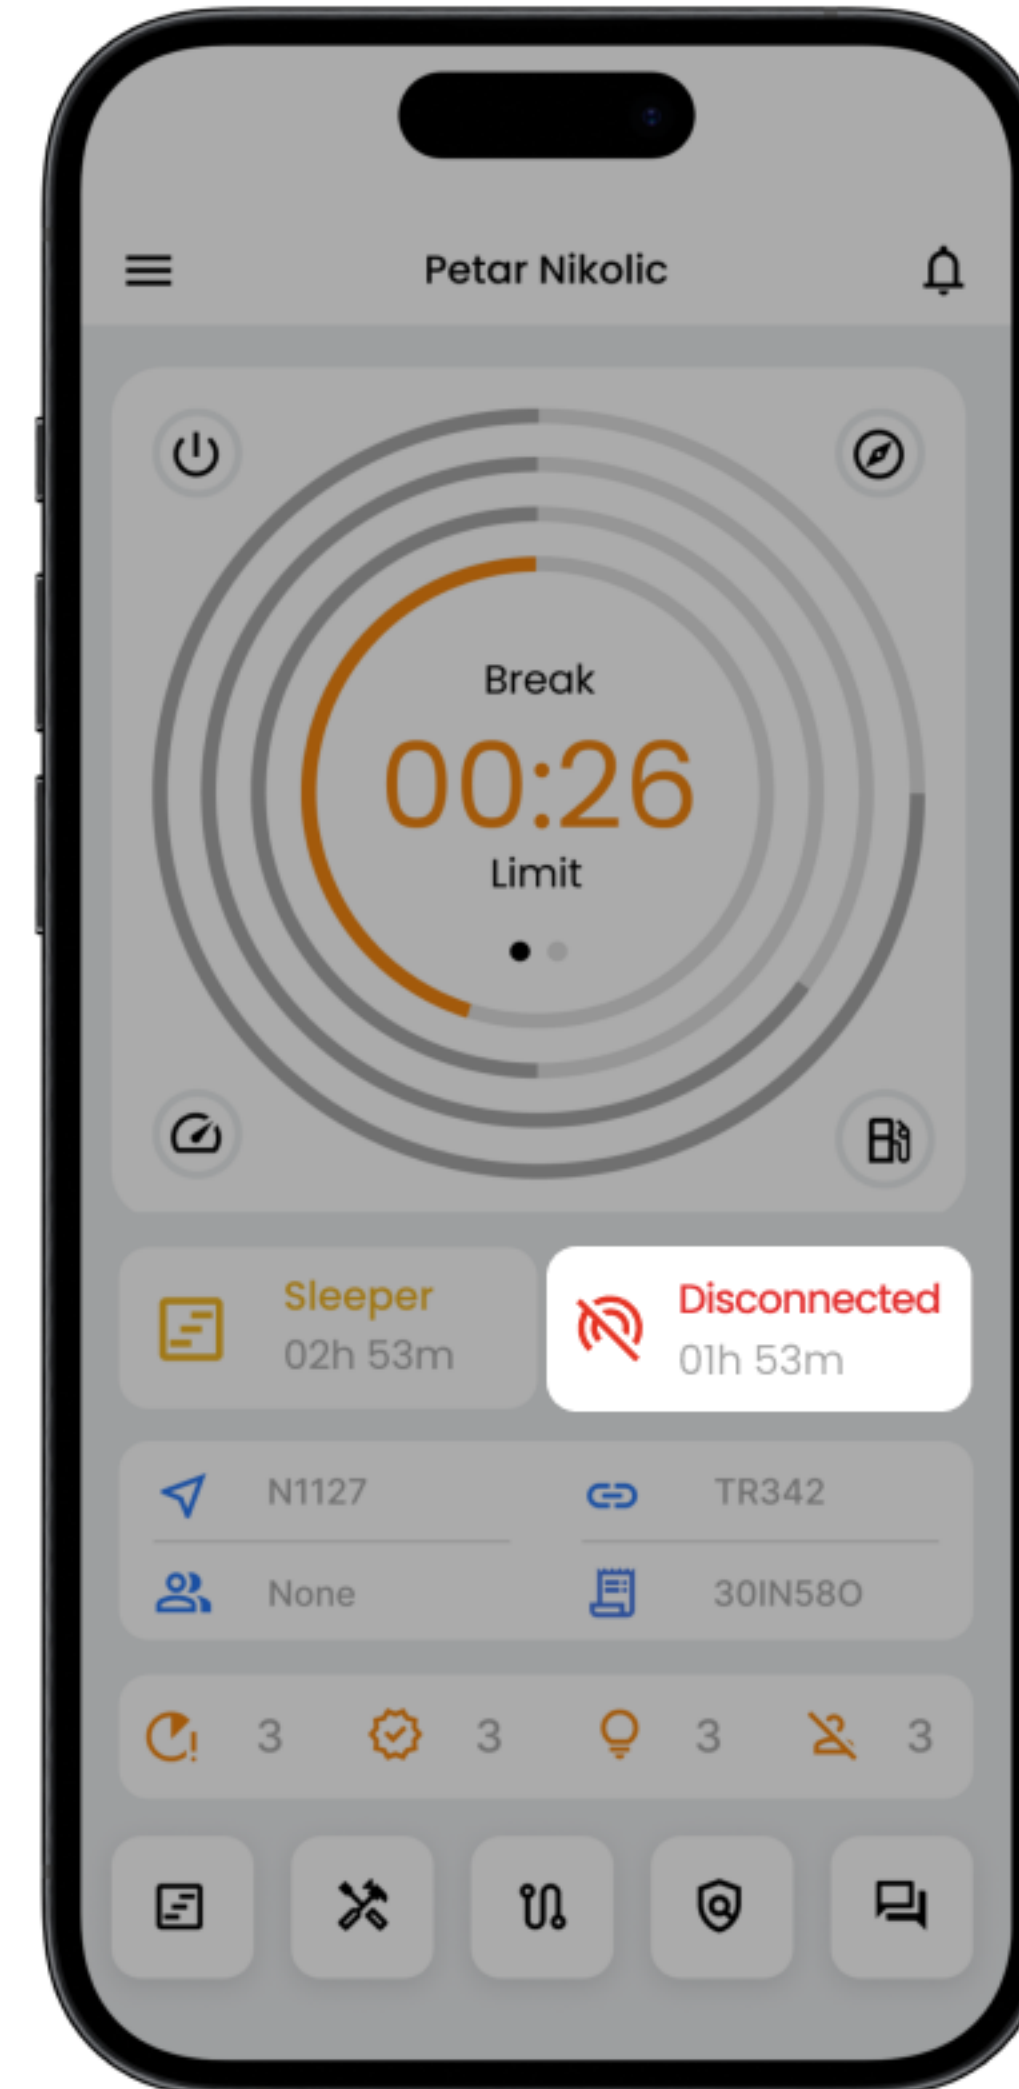 Petar Nikolic
Break
00:26
Limit
Sleeper
02h 53m
Disconnected
01h 53m
N1127
TR342
None
30IN58O
3
3
3
3